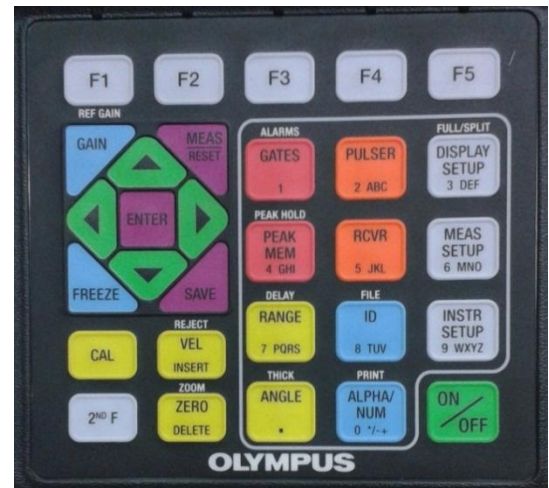 F1
F2
F3
F4
F5
REF GAIN
GAIN
MEAS
RESET
ENTER
FREEZE
SAVE
ALARMS
GATES
1
PULSER
2 ABC
FULL/SPLIT
DISPLAY
SETUP
3 DEF
PEAK HOLD
PEAK
MEM
4 GHI
RCVR
5 JKL
MEAS
SETUP
6 MNO
DELAY
RANGE
7 PQRS
FILE
ID
8 TUV
INSTR
SETUP
9 WXYZ
CAL
REJECT
VEL
INSERT
2ND F
ZOOM
ZERO
DELETE
THICK
ANGLE
.
PRINT
ALPHA/
NUM
0 */-+
ON/OFF
OLYMPUS